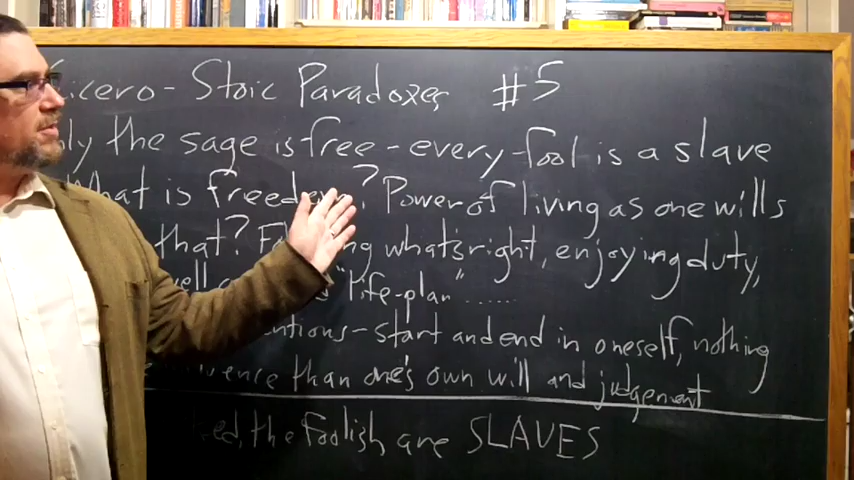 Cicero - Stoic Paradoxes #5
only the sage is free - every fool is a slave
What is freedom? Power of living as one wills
that? Following what's right, enjoying duty,
well "life-plan" ......
start and end in oneself, nothing
than one's own will and judgement
the foolish are SLAVES